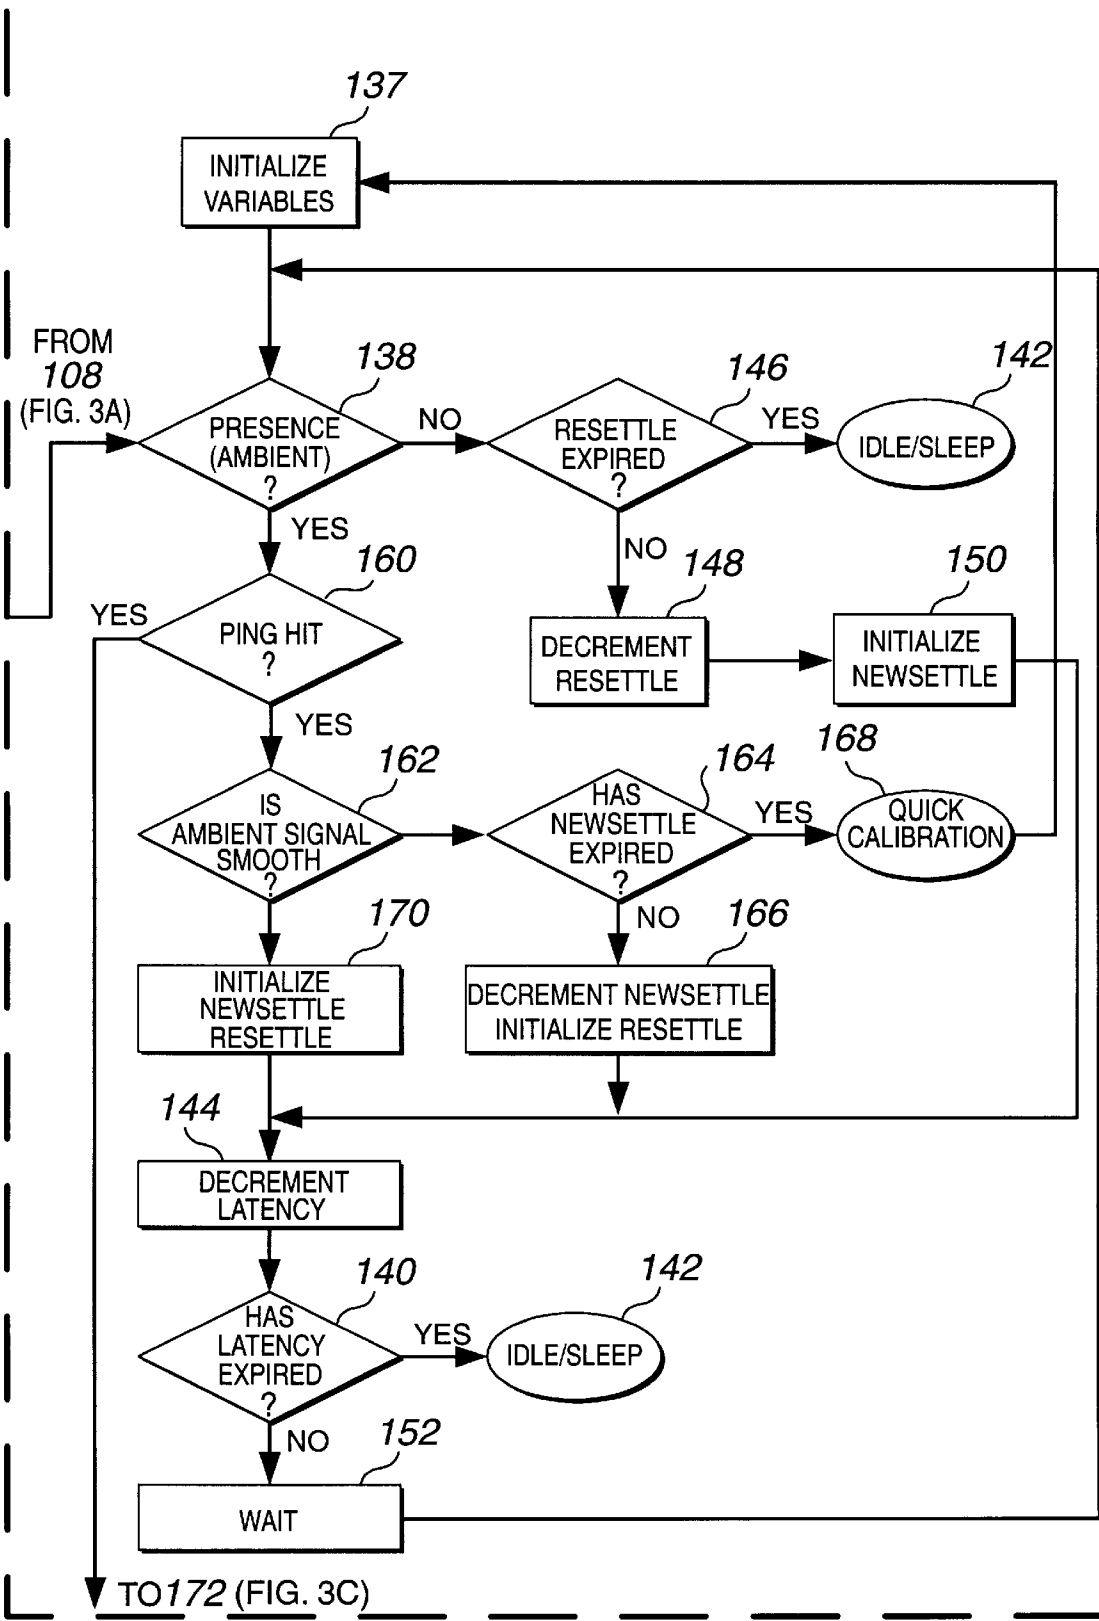 137
INITIALIZE
VARIABLES
FROM
108
(FIG. 3A)
138
PRESENCE
(AMBIENT)
?
NO
146
RESETTLE
EXPIRED
?
YES
142
IDLE/SLEEP
YES
NO
160
YES
PING HIT
?
148
DECREMENT
RESETTLE
150
INITIALIZE
NEWSETTLE
YES
162
IS
AMBIENT SIGNAL
SMOOTH
?
164
HAS
NEWSETTLE
EXPIRED
?
YES
168
QUICK
CALIBRATION
NO
170
INITIALIZE
NEWSETTLE
RESETTLE
166
DECREMENT NEWSETTLE
INITIALIZE RESETTLE
144
DECREMENT
LATENCY
140
HAS
LATENCY
EXPIRED
?
YES
142
IDLE/SLEEP
NO
152
WAIT
TO 172 (FIG. 3C)